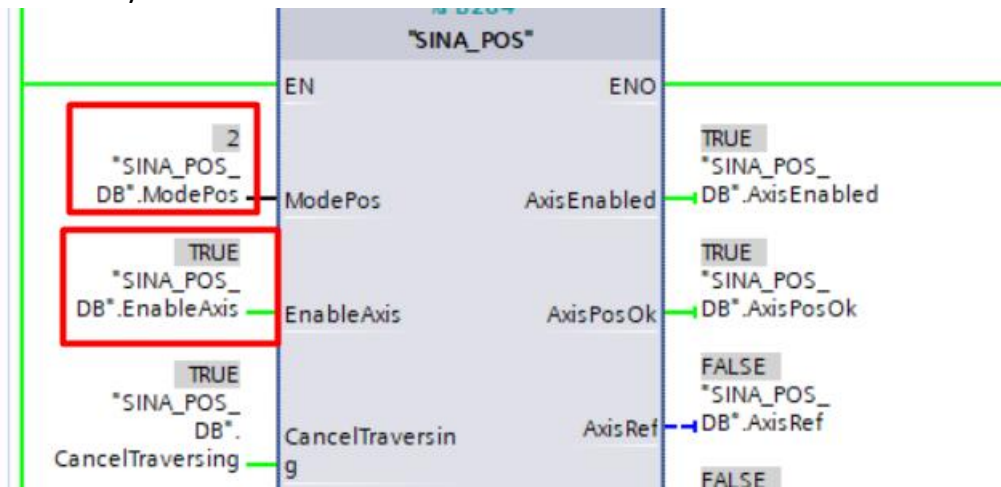 "SINA_POS"
EN
ENO
2
"SINA_POS_
DB".ModePos
ModePos
TRUE
"SINA_POS_
DB".AxisEnabled
AxisEnabled
TRUE
"SINA_POS_
DB".EnableAxis
EnableAxis
TRUE
"SINA_POS_
DB".AxisPosOk
AxisPosOk
TRUE
"SINA_POS_
DB".
CancelTraversing
CancelTraversin
g
FALSE
"SINA_POS_
DB".AxisRef
AxisRef
FALSE